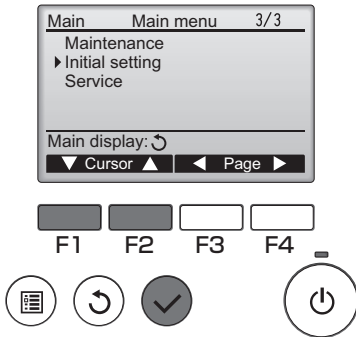 Main Main menu 3/3
Maintenance
Initial setting
Service
Main display:
Cursor Page
F1 F2 F3 F4